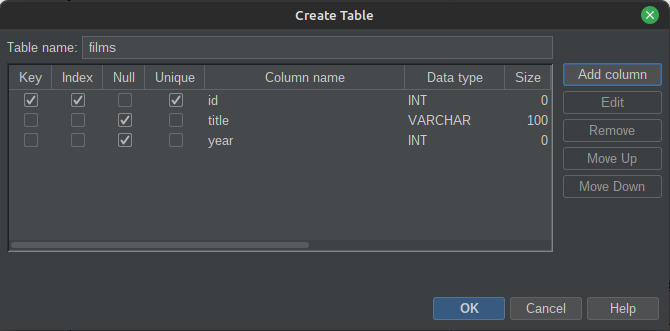 Create Table
Table name: films
Key Index Null Unique Column name Data type Size
id INT 0
title VARCHAR 100
year INT 0
Add column
Edit
Remove
Move Up
Move Down
OK Cancel Help